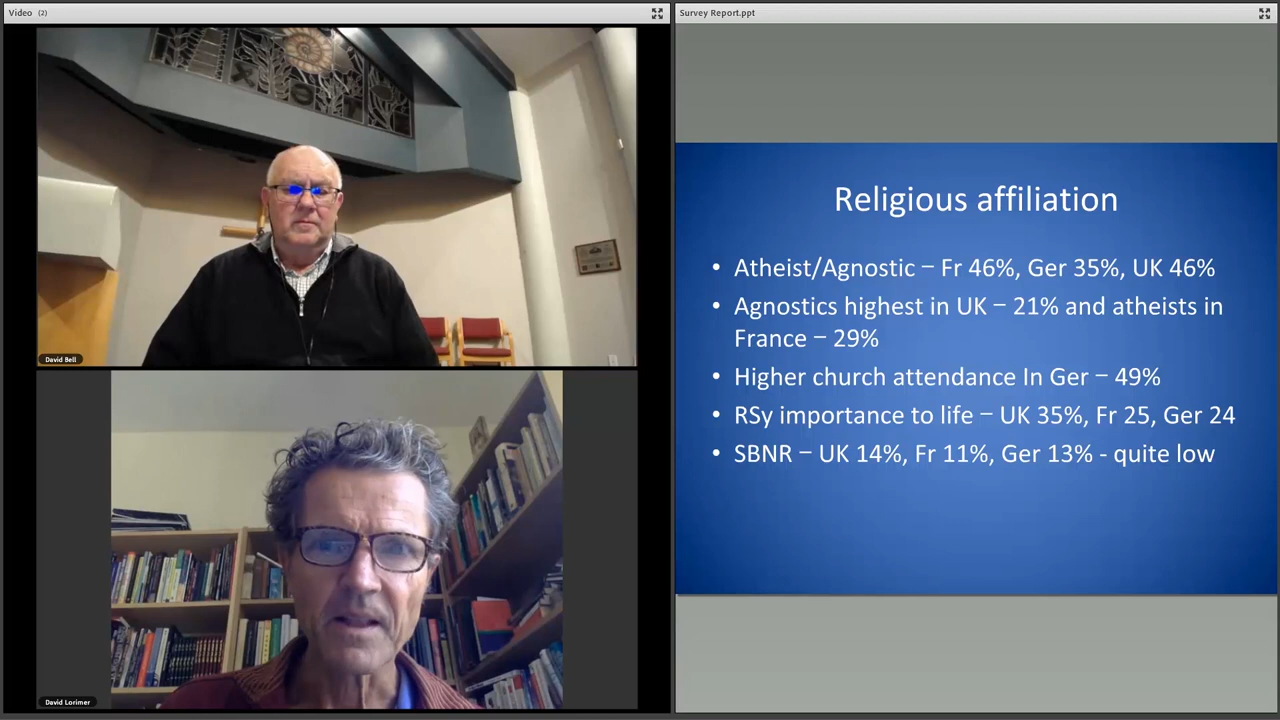 Video (2)
David Bell
David Lorimer
Survey Report.ppt
Religious affiliation
• Atheist/Agnostic – Fr 46%, Ger 35%, UK 46%
• Agnostics highest in UK – 21% and atheists in
France – 29%
• Higher church attendance In Ger – 49%
• RSy importance to life – UK 35%, Fr 25, Ger 24
• SBNR – UK 14%, Fr 11%, Ger 13% - quite low